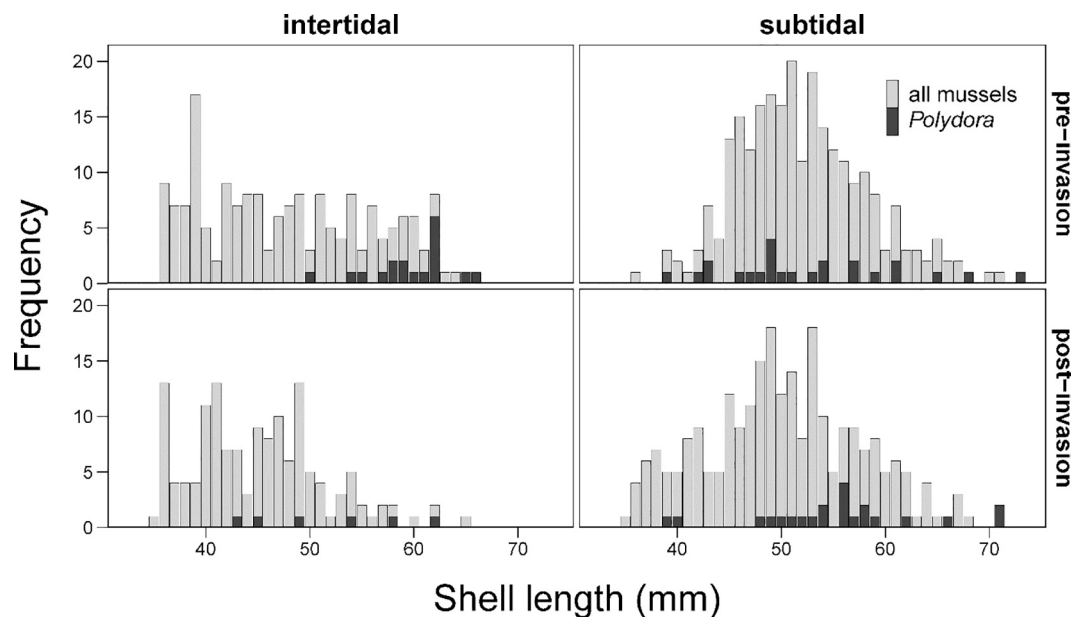 intertidal
subtidal
Frequency
20
15
10
5
0
all mussels
Polydora
pre-invasion
20
15
10
5
0
post-invasion
40
50
60
70
40
50
60
70
Shell length (mm)